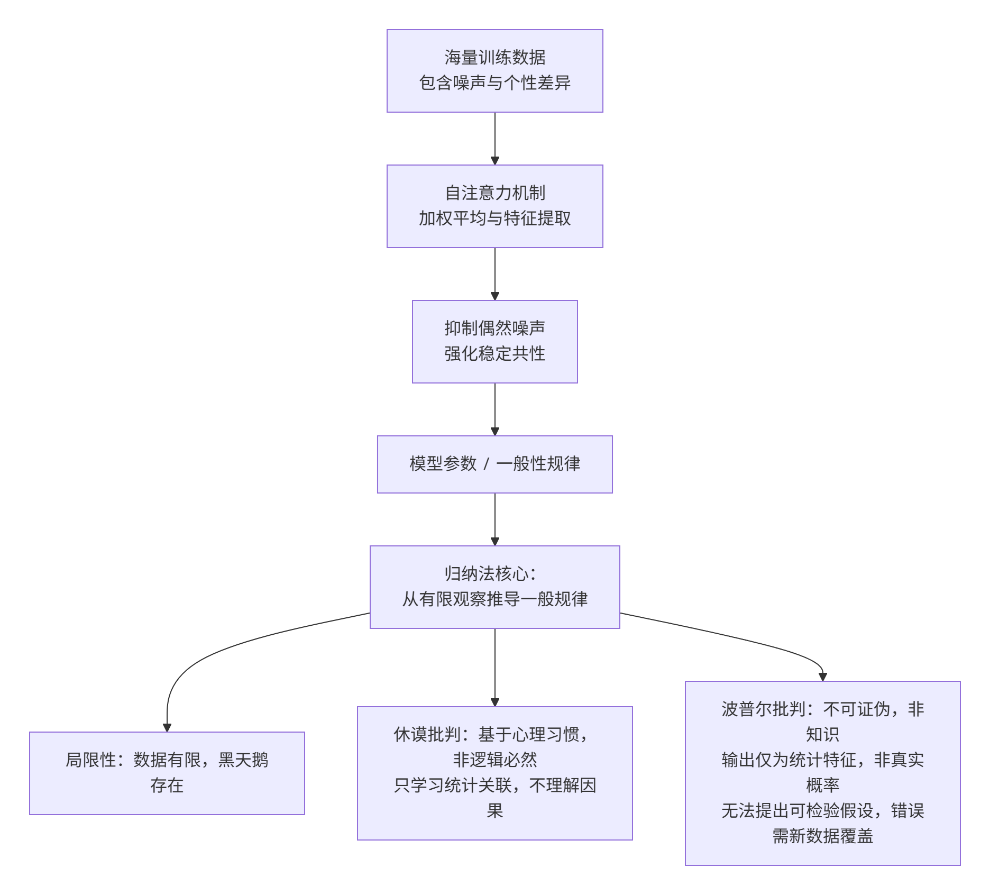 海量训练数据
包含噪声与个性差异
自注意力机制
加权平均与特征提取
抑制偶然噪声
强化稳定共性
模型参数 / 一般性规律
归纳法核心：
从有限观察推导一般规律
局限性：数据有限，黑天鹅
存在
休谟批判：基于心理习惯，
非逻辑必然
只学习统计关联，不理解因
果
波普尔批判：不可证伪，非
知识
输出仅为统计特征，非真实
概率
无法提出可检验假设，错误
需新数据覆盖